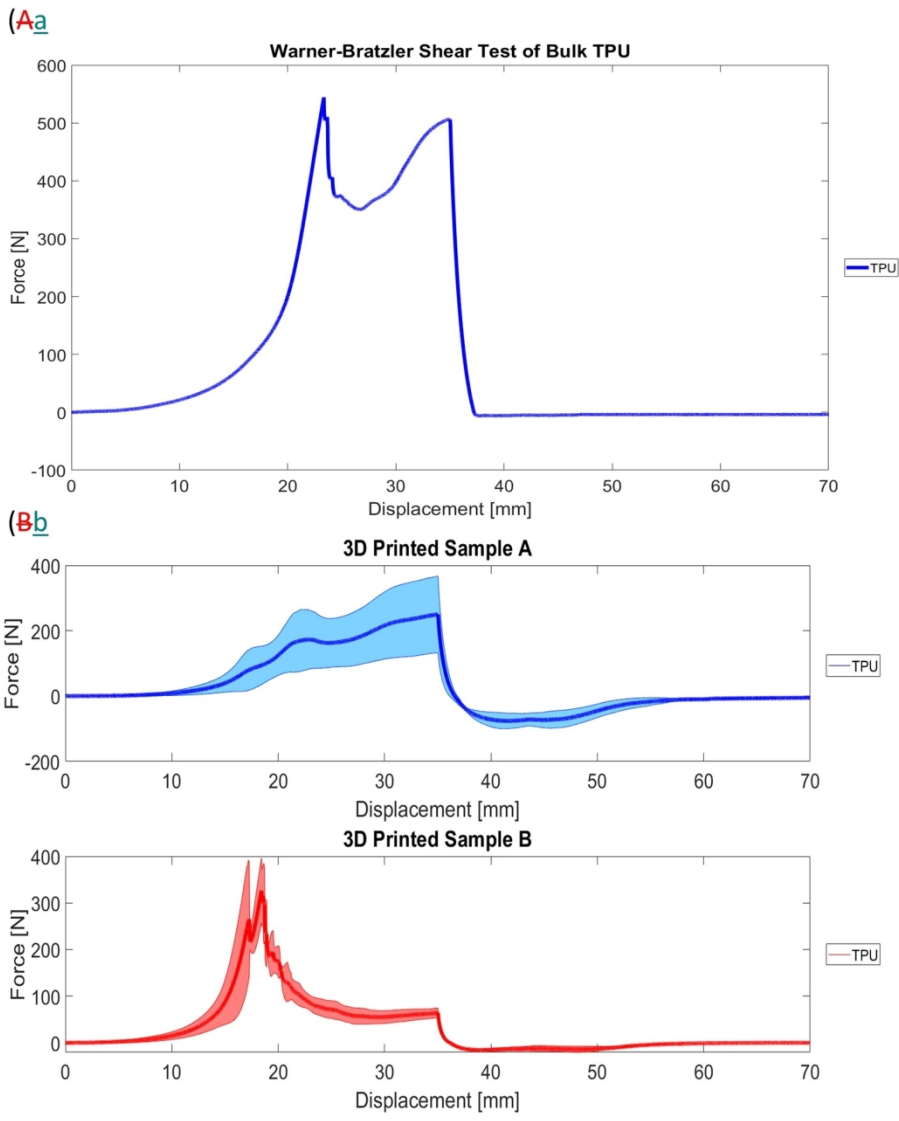 (Aa
Warner-Bratzler Shear Test of Bulk TPU
600
500
400
300
200
100
0
-100
Force [N]
TPU
0 10 20 30 40 50 60 70
Displacement [mm]
(Bb
3D Printed Sample A
400
200
0
-200
Force [N]
TPU
0 10 20 30 40 50 60 70
Displacement [mm]
3D Printed Sample B
400
300
200
100
0
Force [N]
TPU
0 10 20 30 40 50 60 70
Displacement [mm]